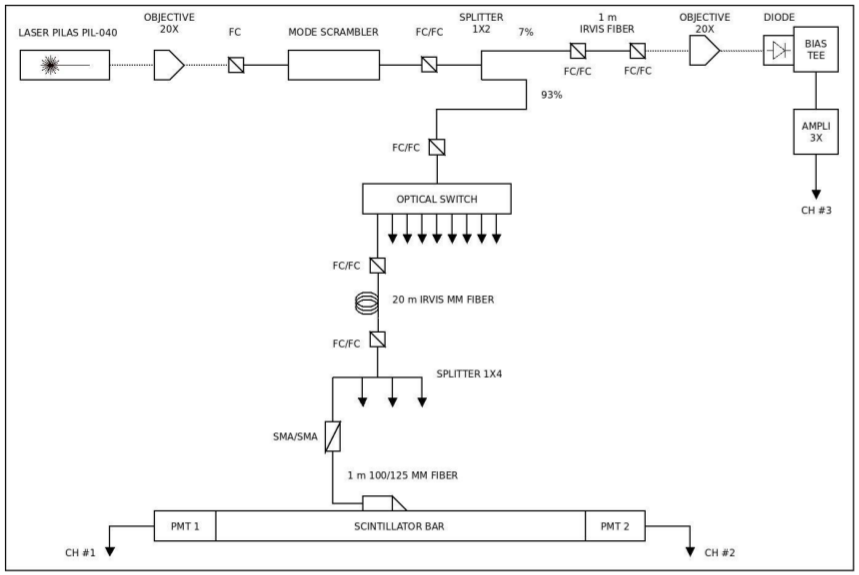 LASER PILAS PIL-040
OBJECTIVE
20X
FC
MODE SCRAMBLER
FC/FC
SPLITTER
1X2
7%
1 m
IRVIS FIBER
OBJECTIVE
20X
DIODE
BIAS
TEE
FC/FC
FC/FC
93%
AMPLI
3X
FC/FC
CH #3
OPTICAL SWITCH
FC/FC
20 m IRVIS MM FIBER
FC/FC
SPLITTER 1X4
SMA/SMA
1 m 100/125 MM FIBER
PMT 1
SCINTILLATOR BAR
PMT 2
CH #1
CH #2